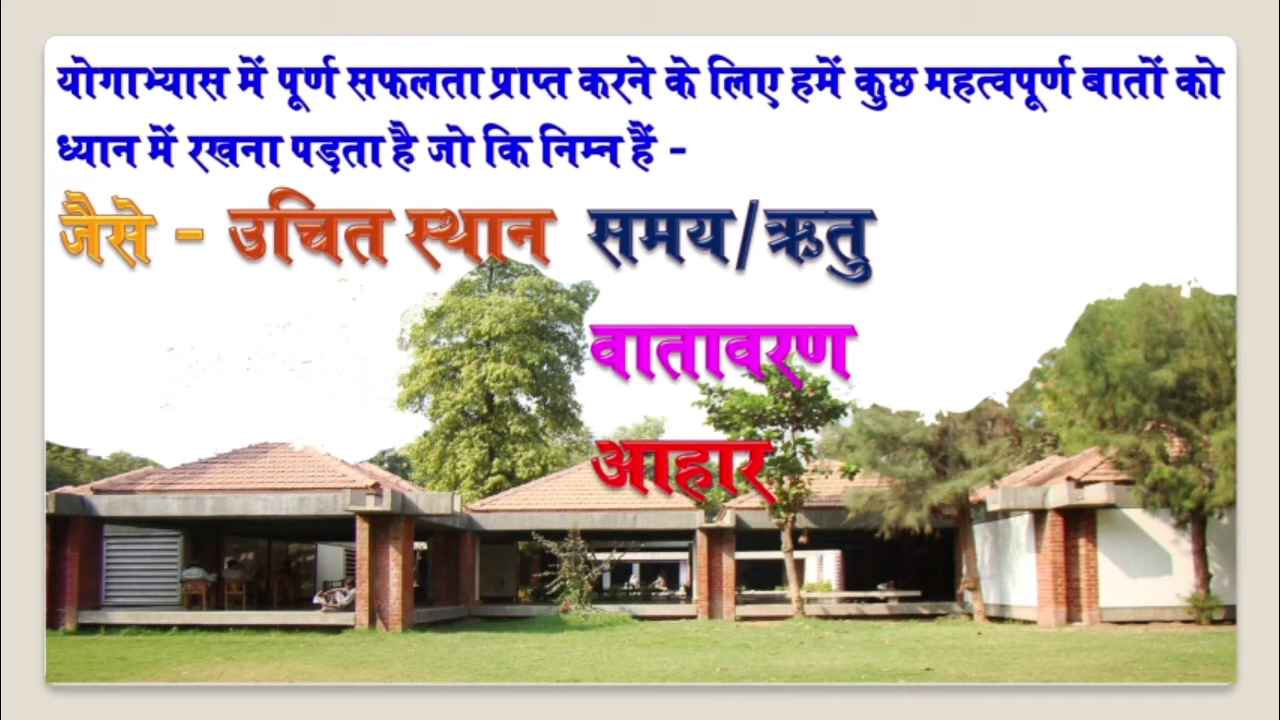 योगाभ्यास में पूर्ण सफलता प्राप्त करने के लिए हमें कुछ महत्वपूर्ण बातों को
ध्यान में रखना पड़ता है जो कि निम्न हैं -
जैसे - उचित स्थान समय/ऋतु
वातावरण
आहार